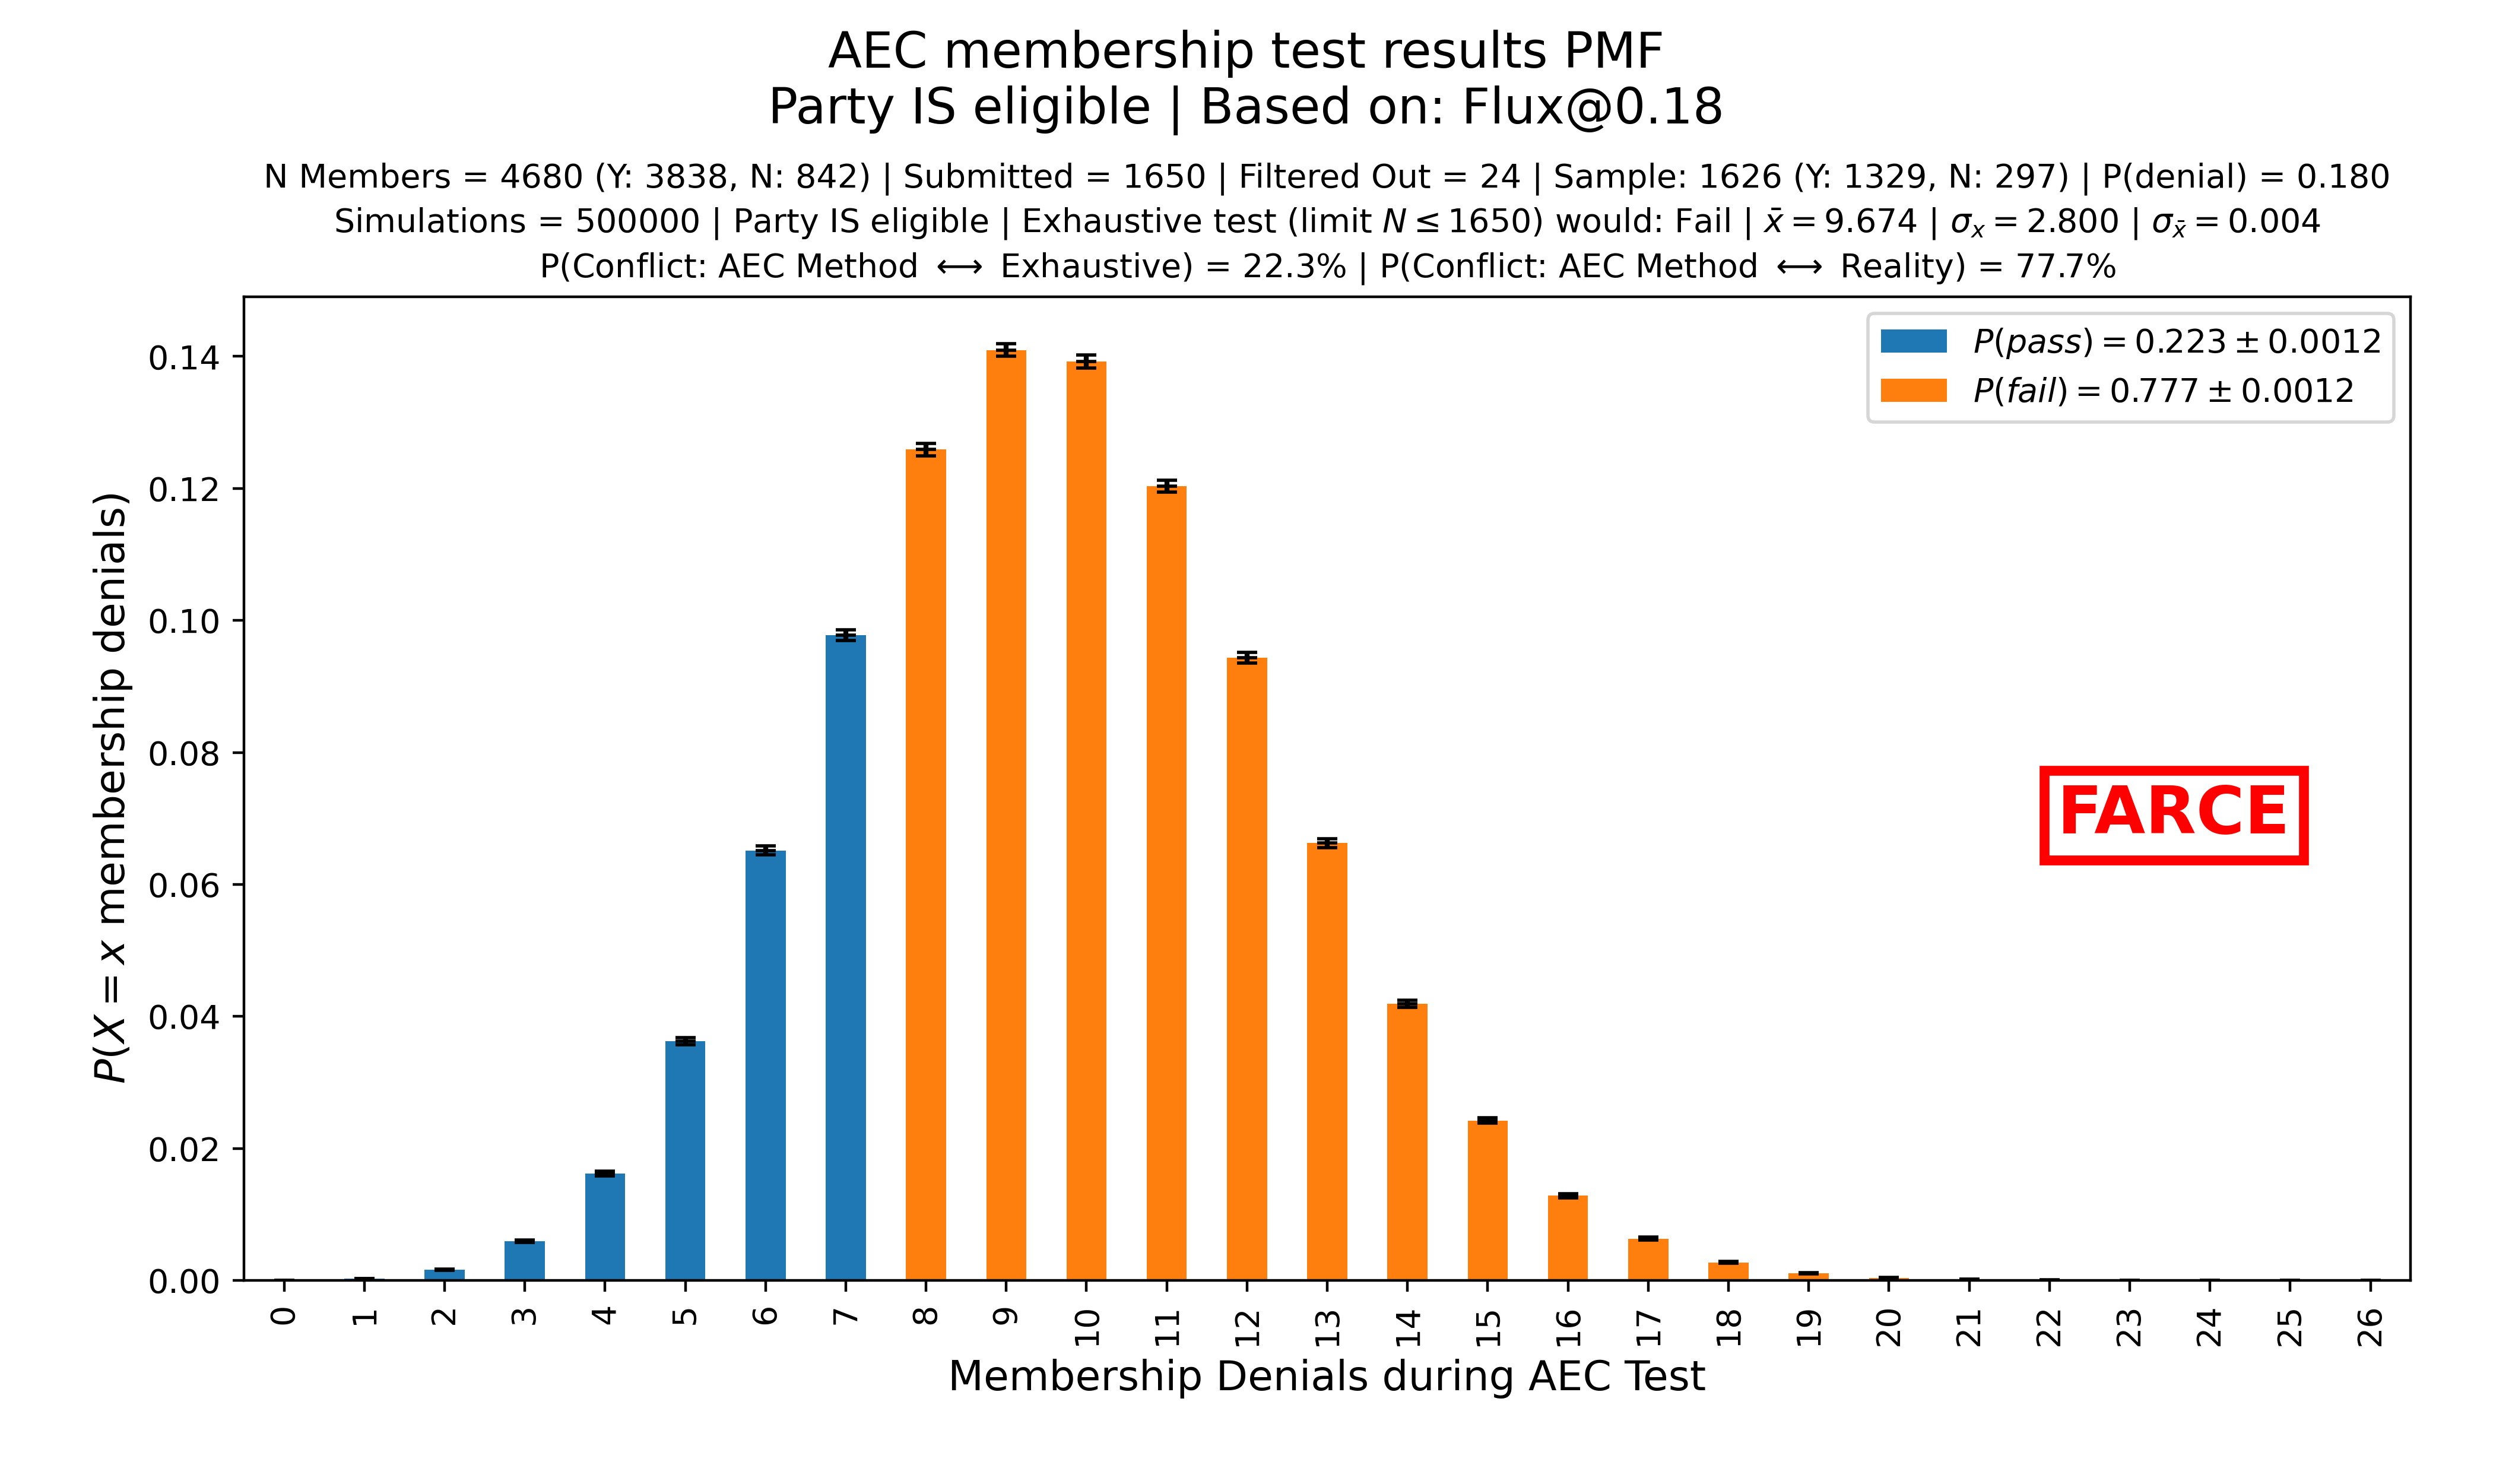 AEC membership test results PMF
Party IS eligible | Based on: Flux@0.18
N Members = 4680 (Y: 3838, N: 842) | Submitted = 1650 | Filtered Out = 24 | Sample: 1626 (Y: 1329, N: 297) | P(denial) = 0.180
Simulations = 500000 | Party IS eligible | Exhaustive test (limit N ≤ 1650) would: Fail | x̄ = 9.674 | σₓ = 2.800 | σ_x̄ = 0.004
P(Conflict: AEC Method ⟷ Exhaustive) = 22.3% | P(Conflict: AEC Method ⟷ Reality) = 77.7%
P(pass) = 0.223 ± 0.0012
P(fail) = 0.777 ± 0.0012
FARCE
P(X = x membership denials)
0.14
0.12
0.10
0.08
0.06
0.04
0.02
0.00
0 1 2 3 4 5 6 7 8 9 10 11 12 13 14 15 16 17 18 19 20 21 22 23 24 25 26
Membership Denials during AEC Test